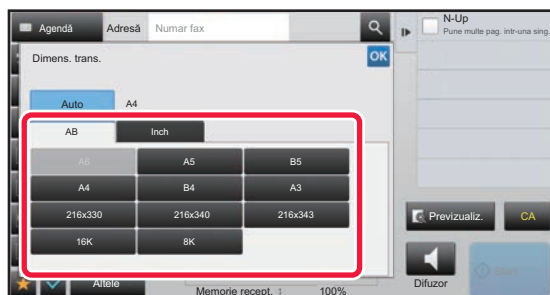 Agendă Adresă Numar fax
N-Up
Pune multe pag. intr-una sing.
Dimens. trans. OK
Auto A4
AB Inch
A6 A5 B5
A4 B4 A3
216x330 216x340 216x343
16K 8K
Previzualiz. CA
Altele Memorie recept. 100% Difuzor Start